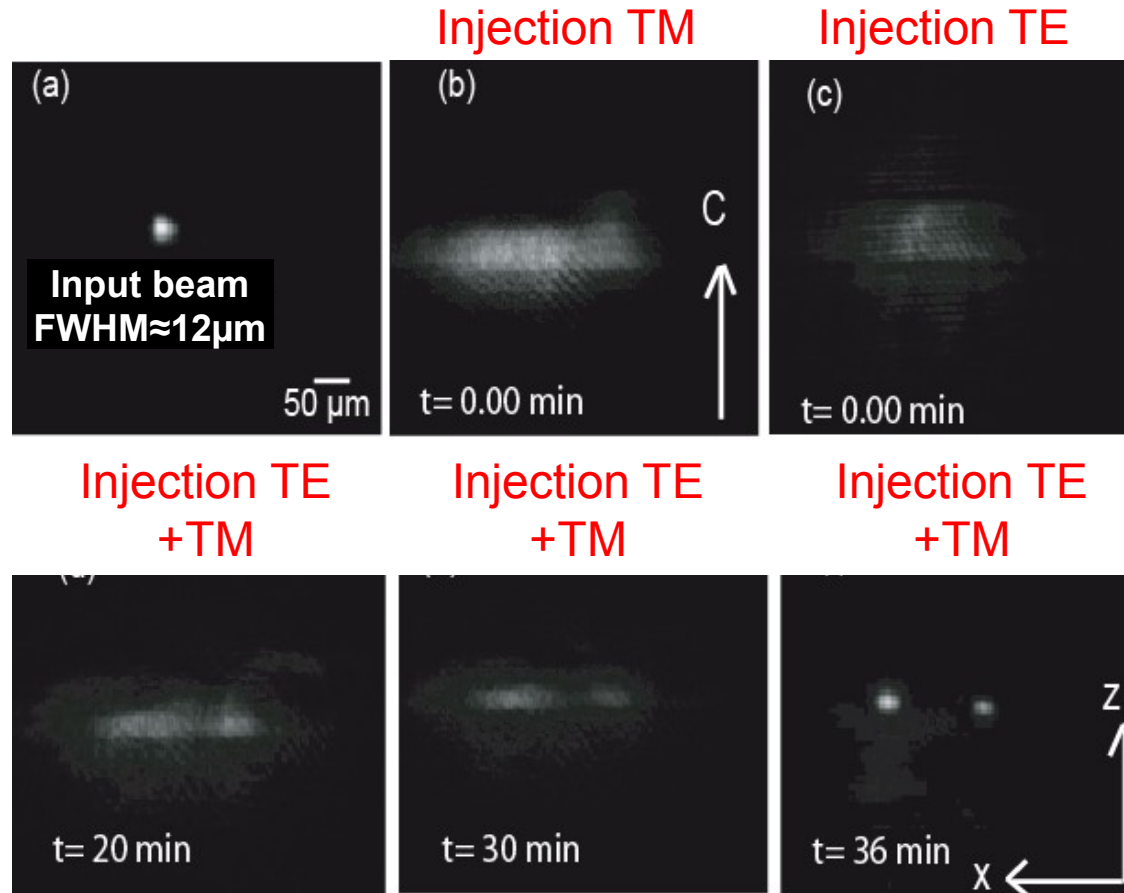 Injection TM
Injection TE
(a)
(b)
(c)
C
Input beam
FWHM≈12µm
50 µm
t= 0.00 min
t= 0.00 min
Injection TE
+TM
Injection TE
+TM
Injection TE
+TM
z
t= 20 min
t= 30 min
t= 36 min
x